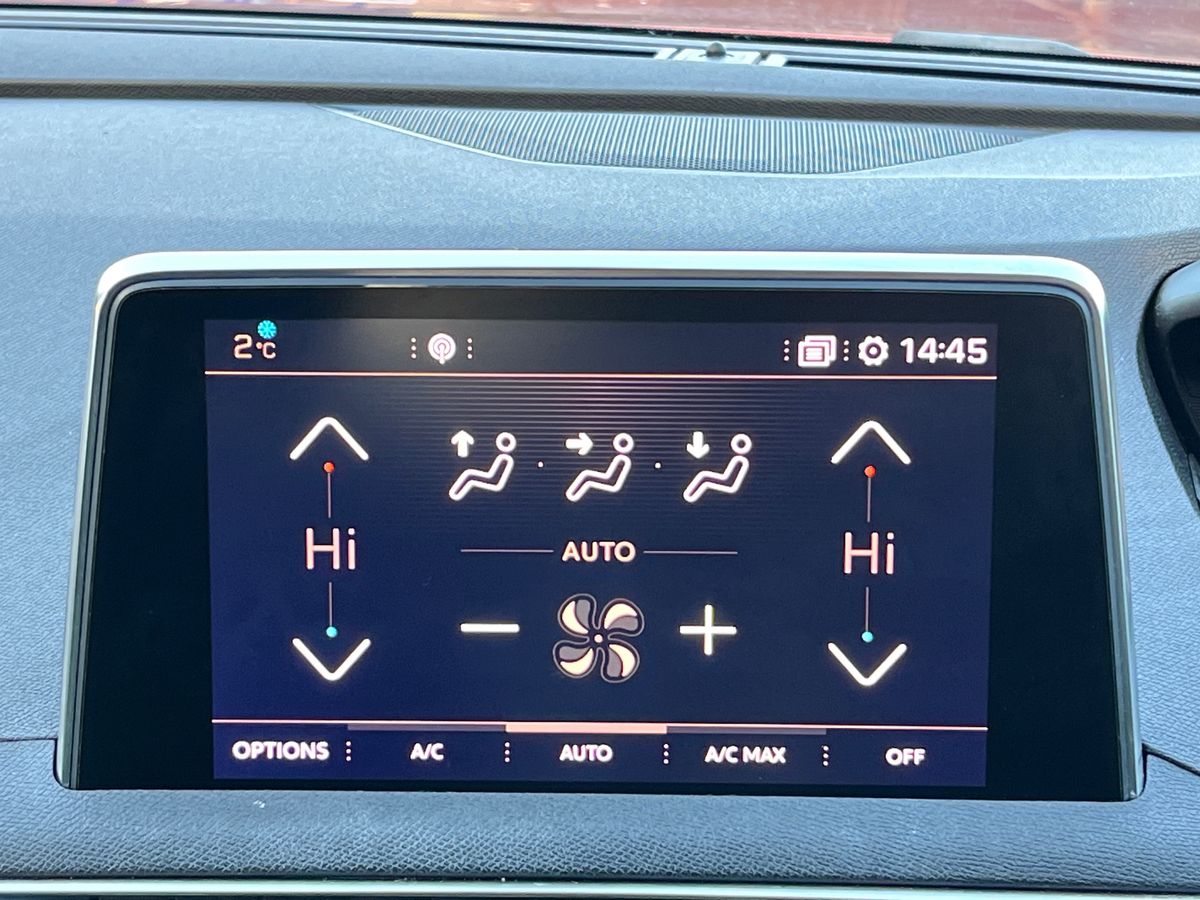 2°C 14:45
Hi Hi
AUTO
OPTIONS A/C AUTO A/C MAX OFF